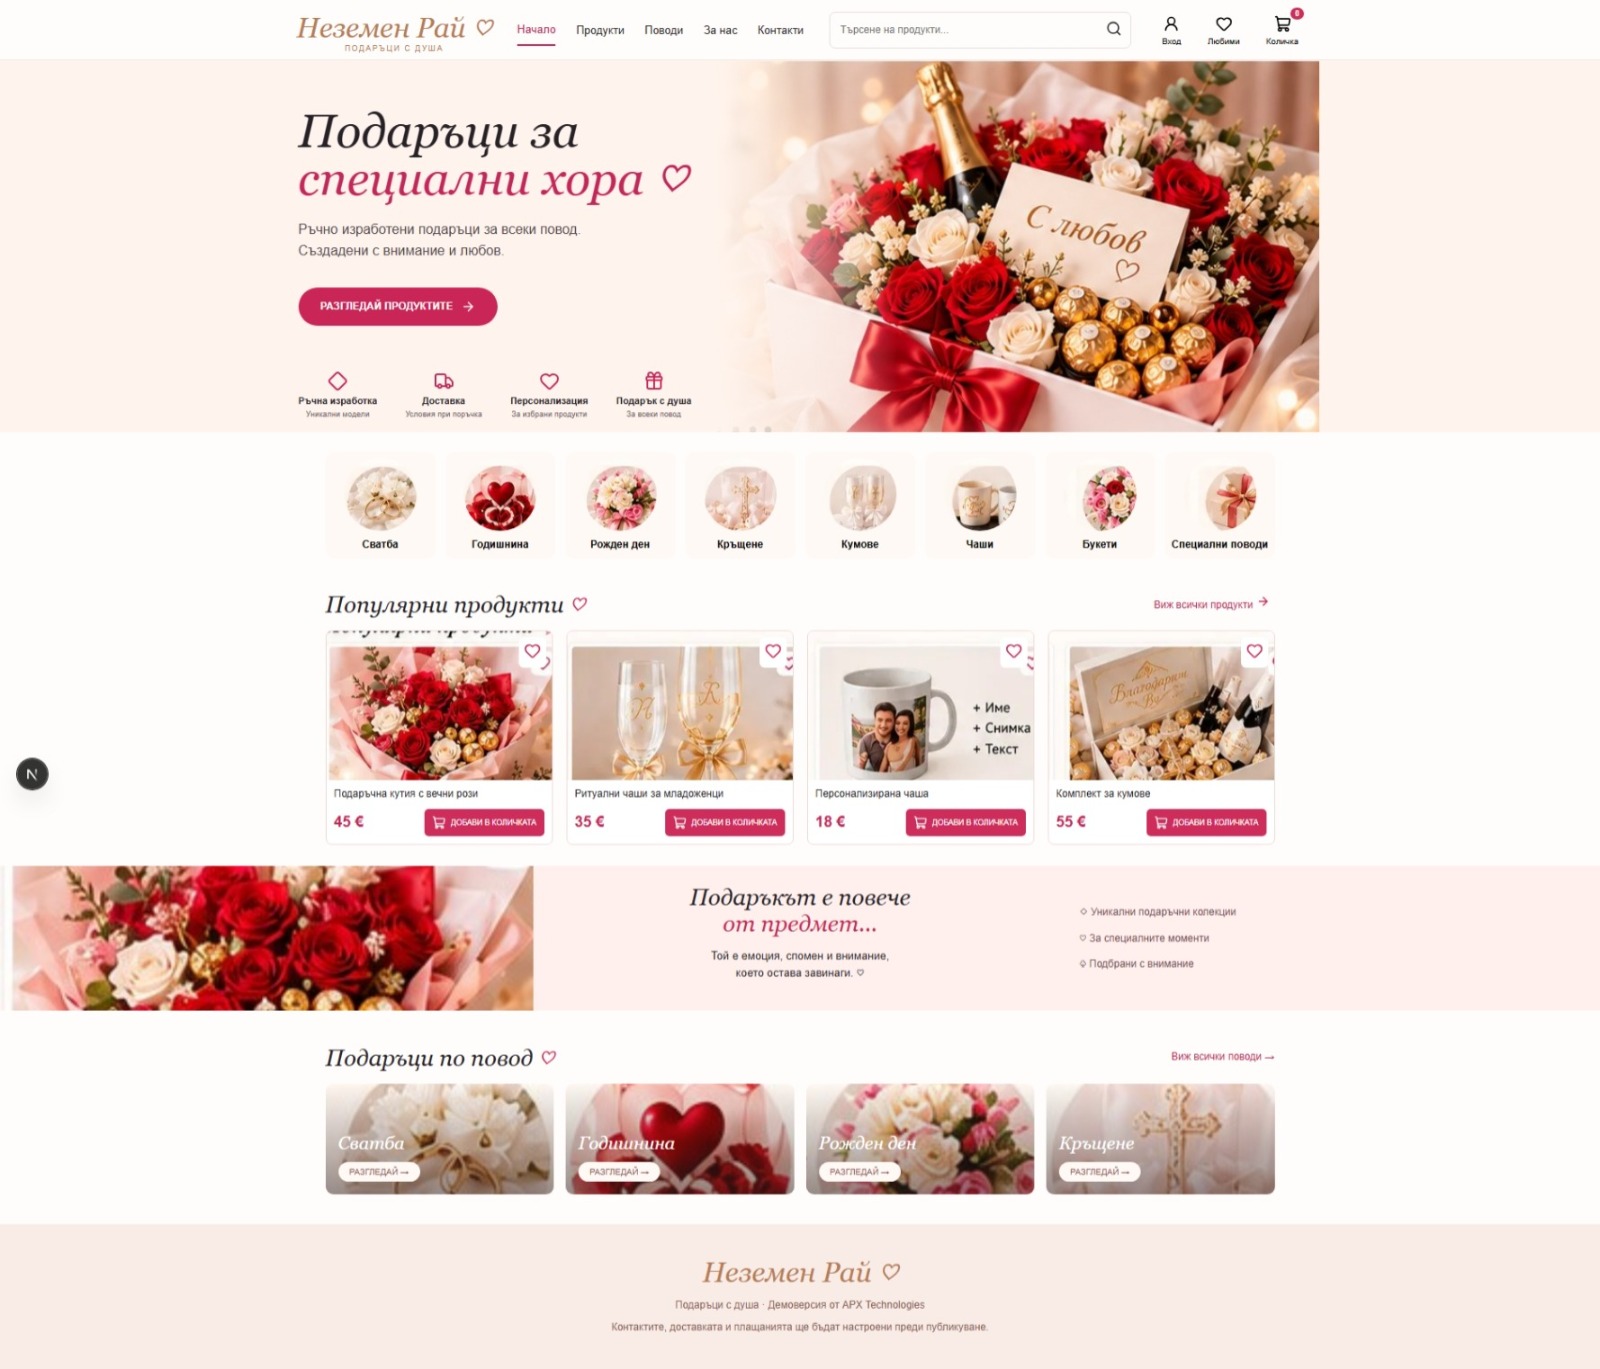 Неземен Рай
ПОДАРЪЦИ С ДУША
Начало
Продукти
Поводи
За нас
Контакти
Търсене на продукти...
Вход
Любими
0
Количка
Подаръци за
специални хора
Ръчно изработени подаръци за всеки повод.
Създадени с внимание и любов.
РАЗГЛЕДАЙ ПРОДУКТИТЕ →
С любов
Ръчна изработка
Уникални модели
Доставка
Условия при поръчка
Персонализация
За избрани продукти
Подарък с душа
За всеки повод
Сватба
Годишнина
Рожден ден
Кръщене
Кумове
Чаши
Букети
Специални поводи
Популярни продукти
Виж всички продукти →
+ Име
+ Снимка
+ Текст
Благодарим
Ви
Подаръчна кутия с вечни рози
45 €
ДОБАВИ В КОЛИЧКАТА
Ритуални чаши за младоженци
35 €
ДОБАВИ В КОЛИЧКАТА
Персонализирана чаша
18 €
ДОБАВИ В КОЛИЧКАТА
Комплект за кумове
55 €
ДОБАВИ В КОЛИЧКАТА
N
Подаръкът е повече
от предмет...
Той е емоция, спомен и внимание,
което остава завинаги. ♡
◇ Уникални подаръчни колекции
♡ За специалните моменти
Подбрани с внимание
Подаръци по повод
Виж всички поводи →
Сватба
РАЗГЛЕДАЙ →
Годишнина
РАЗГЛЕДАЙ →
Рожден ден
РАЗГЛЕДАЙ →
Кръщене
РАЗГЛЕДАЙ →
Неземен Рай
Подаръци с душа · Демоверсия от APX Technologies
Контактите, доставката и плащанията ще бъдат настроени преди публикуване.